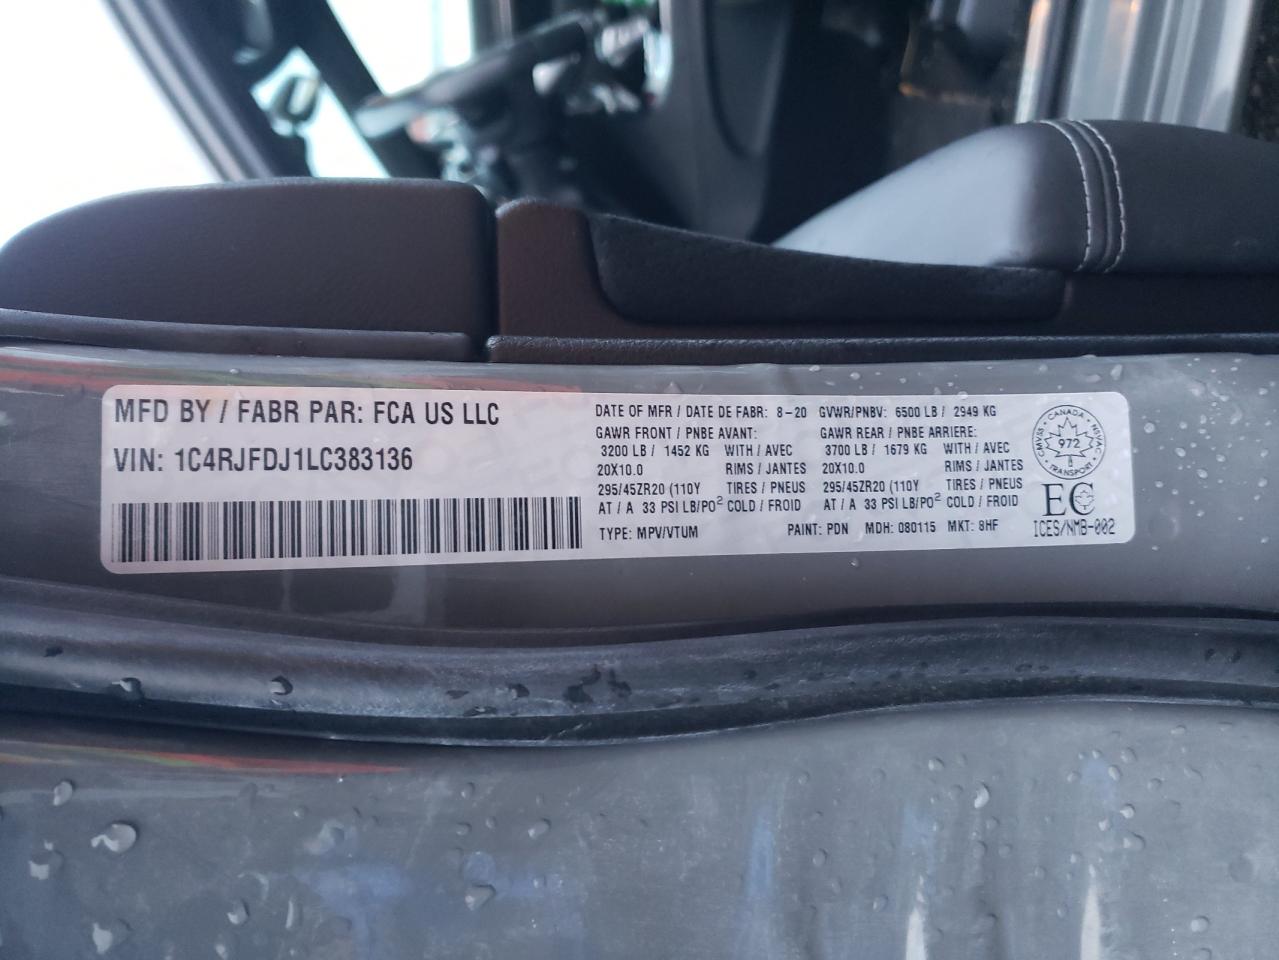 MFD BY / FABR PAR: FCA US LLC
VIN: 1C4RJFDJ1LC383136
DATE OF MFR / DATE DE FABR: 8-20 GVWR/PNBV: 6500 LB / 2949 KG
GAWR FRONT / PNBE AVANT: GAWR REAR / PNBE ARRIERE:
3200 LB / 1452 KG WITH / AVEC 3700 LB / 1679 KG WITH / AVEC
20X10.0 RIMS / JANTES 20X10.0 RIMS / JANTES
295/45ZR20 (110Y TIRES / PNEUS 295/45ZR20 (110Y TIRES / PNEUS
AT / A 33 PSI LB/PO² COLD / FROID AT / A 33 PSI LB/PO² COLD / FROID
TYPE: MPV/VTUM PAINT: PDN MDH: 080115 MKT: 8HF
CANADA
CMVSS
NSVAC
972
TRANSPORT
EC
ICES/NMB-002